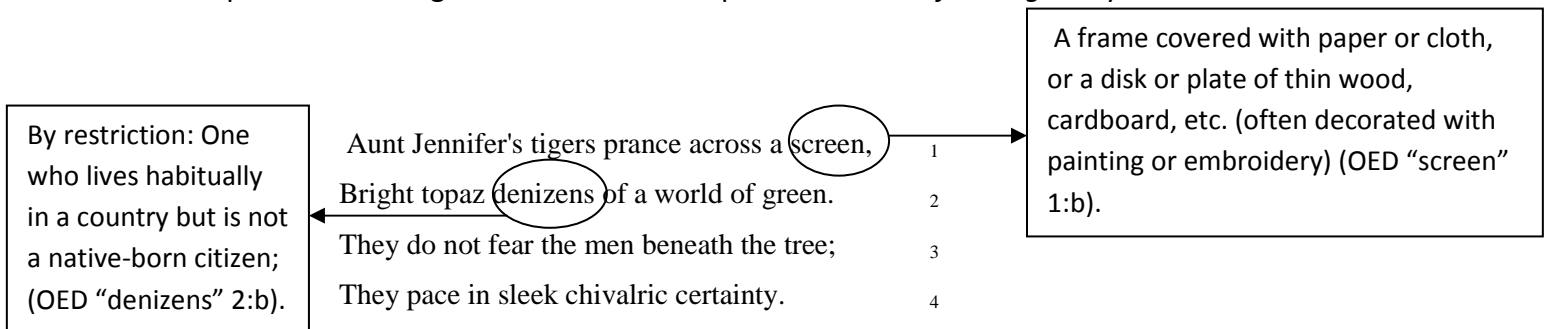 By restriction: One
who lives habitually
in a country but is not
a native-born citizen;
(OED “denizens” 2:b).
Aunt Jennifer's tigers prance across a screen, 1
Bright topaz denizens of a world of green. 2
They do not fear the men beneath the tree; 3
They pace in sleek chivalric certainty. 4
A frame covered with paper or cloth,
or a disk or plate of thin wood,
cardboard, etc. (often decorated with
painting or embroidery) (OED “screen”
1:b).